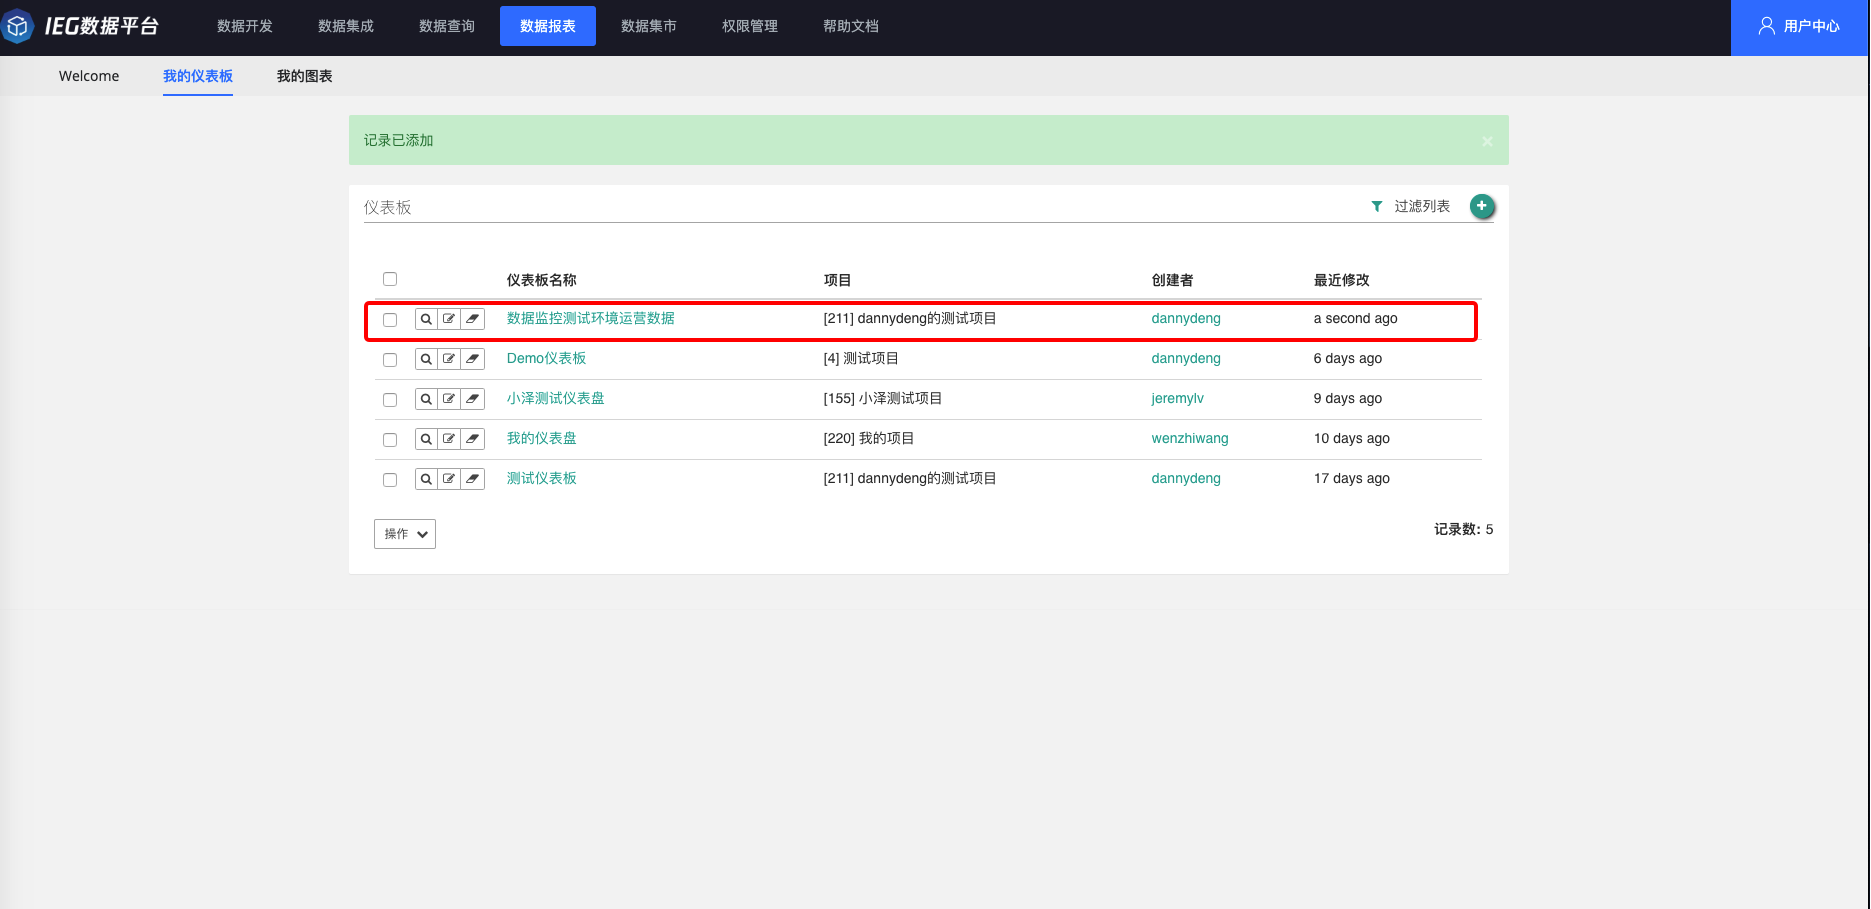 IEG数据平台 数据开发 数据集成 数据查询 数据报表 数据集市 权限管理 帮助文档 用户中心
Welcome 我的仪表板 我的图表
记录已添加 ×
仪表板 过滤列表
仪表板名称 项目 创建者 最近修改
数据监控测试环境运营数据 [211] dannydeng的测试项目 dannydeng a second ago
Demo仪表板 [4] 测试项目 dannydeng 6 days ago
小泽测试仪表盘 [155] 小泽测试项目 jeremylv 9 days ago
我的仪表盘 [220] 我的项目 wenzhiwang 10 days ago
测试仪表板 [211] dannydeng的测试项目 dannydeng 17 days ago
操作 记录数: 5